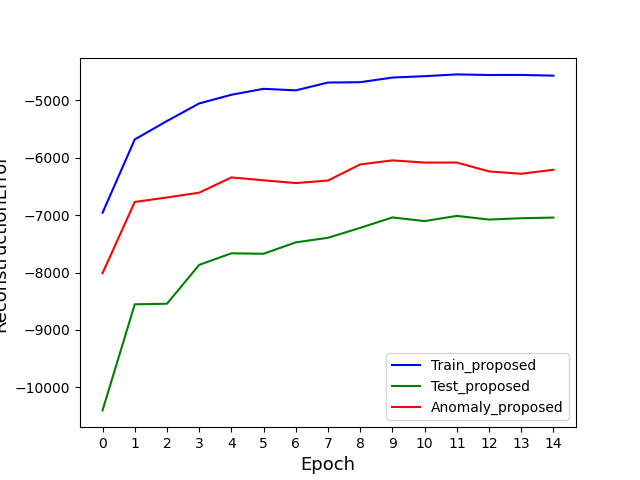 −5000
−6000
−7000
−8000
−9000
−10000
ReconstructionError
0 1 2 3 4 5 6 7 8 9 10 11 12 13 14
Epoch
Train_proposed
Test_proposed
Anomaly_proposed